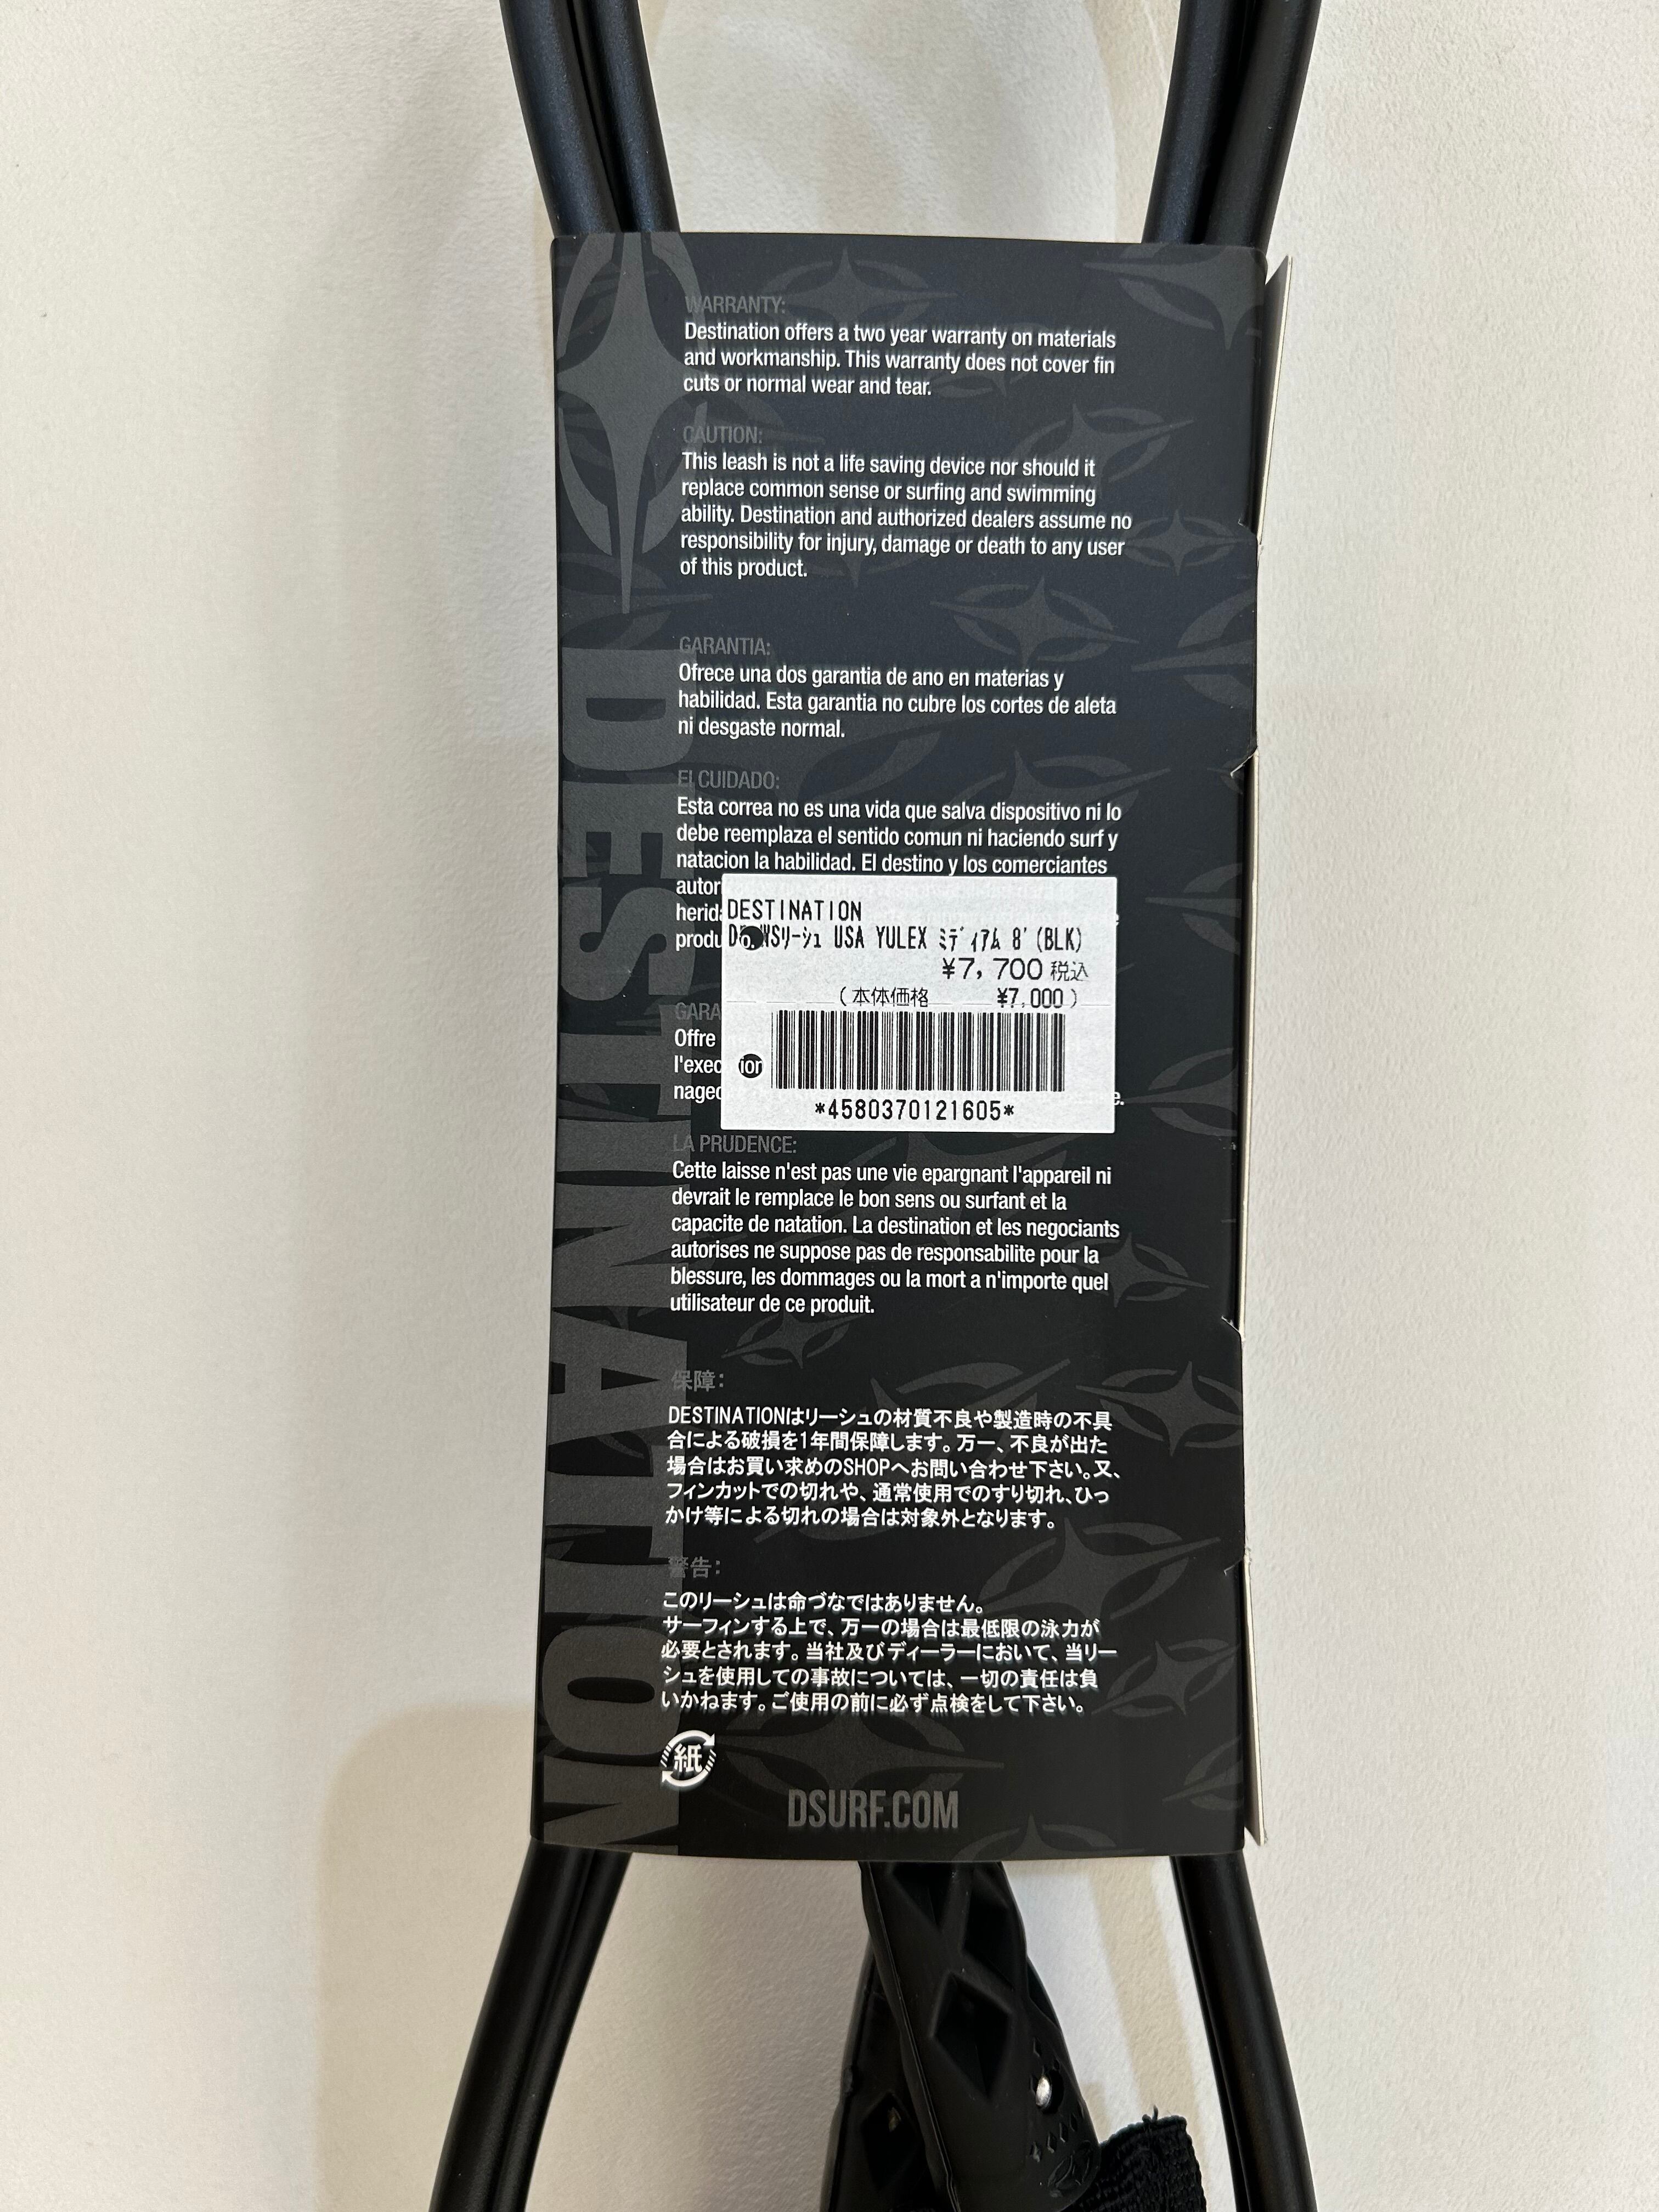 DESTINATION
WARRANTY:
Destination offers a two year warranty on materials
and workmanship. This warranty does not cover fin
cuts or normal wear and tear.
CAUTION:
This leash is not a life saving device nor should it
replace common sense or surfing and swimming
ability. Destination and authorized dealers assume no
responsibility for injury, damage or death to any user
of this product.
GARANTIA:
Ofrece una dos garantia de ano en materias y
habilidad. Esta garantia no cubre los cortes de aleta
ni desgaste normal.
El CUIDADO:
Esta correa no es una vida que salva dispositivo ni lo
debe reemplaza el sentido comun ni haciendo surf y
natacion la habilidad. El destino y los comerciantes
DESTINATION
USA YULEX ミディアム 8' (BLK)
¥7,700 税込
(本体価格 ¥7,000)
*4580370121605*
Offre
LA PRUDENCE:
Cette laisse n'est pas une vie epargnant l'appareil ni
devrait le remplace le bon sens ou surfant et la
capacite de natation. La destination et les negociants
autorises ne suppose pas de responsabilite pour la
blessure, les dommages ou la mort a n'importe quel
utilisateur de ce produit.
保障:
DESTINATIONはリーシュの材質不良や製造時の不具
合による破損を1年間保障します。万一、不良が出た
場合はお買い求めのSHOPへお問い合わせ下さい。又、
フィンカットでの切れや、通常使用でのすり切れ、ひっ
かけ等による切れの場合は対象外となります。
警告:
このリーシュは命づなではありません。
サーフィンする上で、万一の場合は最低限の泳力が
必要とされます。当社及びディーラーにおいて、当リー
シュを使用しての事故については、一切の責任は負
いかねます。ご使用の前に必ず点検をして下さい。
紙
DSURF.COM